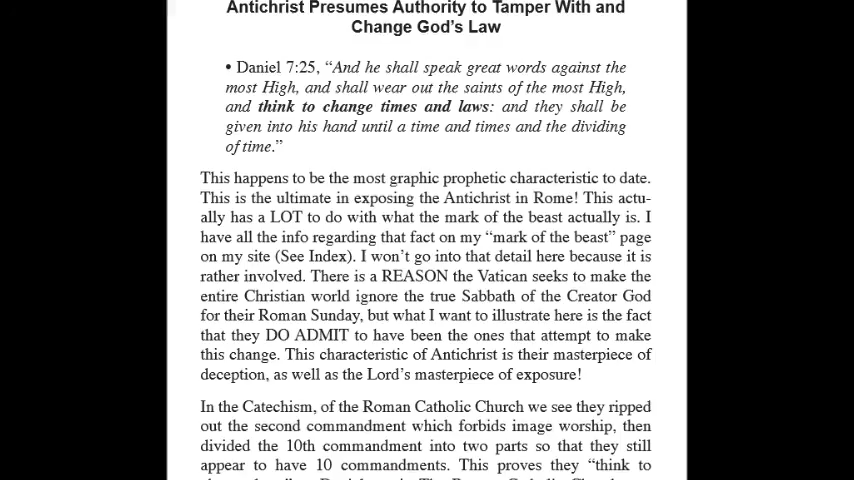 Antichrist Presumes Authority to Tamper With and
Change God's Law
• Daniel 7:25, “And he shall speak great words against the
most High, and shall wear out the saints of the most High,
and think to change times and laws: and they shall be
given into his hand until a time and times and the dividing
of time.”
This happens to be the most graphic prophetic characteristic to date.
This is the ultimate in exposing the Antichrist in Rome! This actu-
ally has a LOT to do with what the mark of the beast actually is. I
have all the info regarding that fact on my “mark of the beast” page
on my site (See Index). I won’t go into that detail here because it is
rather involved. There is a REASON the Vatican seeks to make the
entire Christian world ignore the true Sabbath of the Creator God
for their Roman Sunday, but what I want to illustrate here is the fact
that they DO ADMIT to have been the ones that attempt to make
this change. This characteristic of Antichrist is their masterpiece of
deception, as well as the Lord’s masterpiece of exposure!
In the Catechism, of the Roman Catholic Church we see they ripped
out the second commandment which forbids image worship, then
divided the 10th commandment into two parts so that they still
appear to have 10 commandments. This proves they “think to